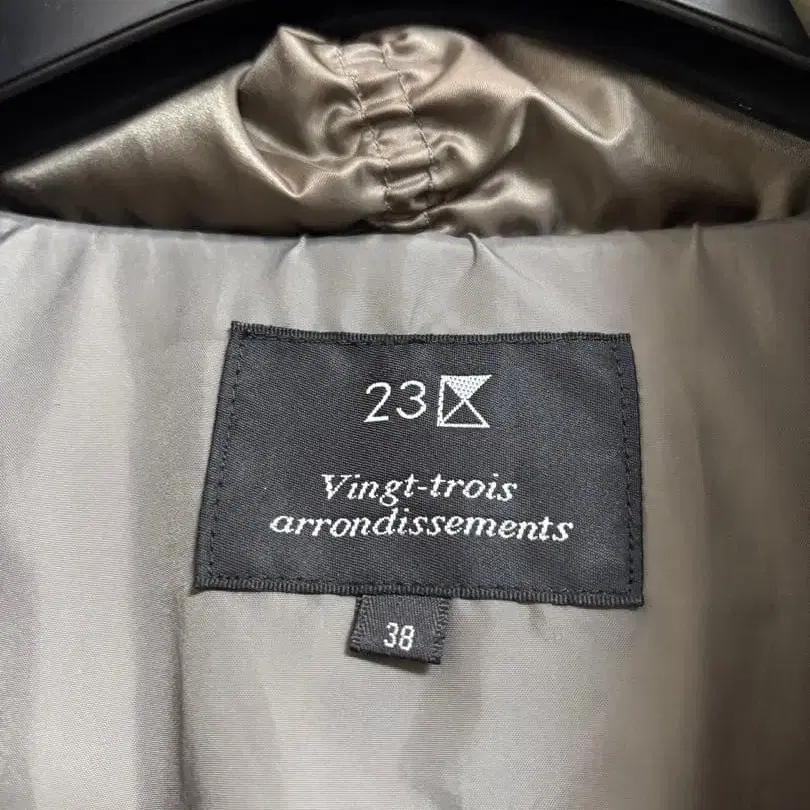 23区
Vingt-trois
arrondissements
38